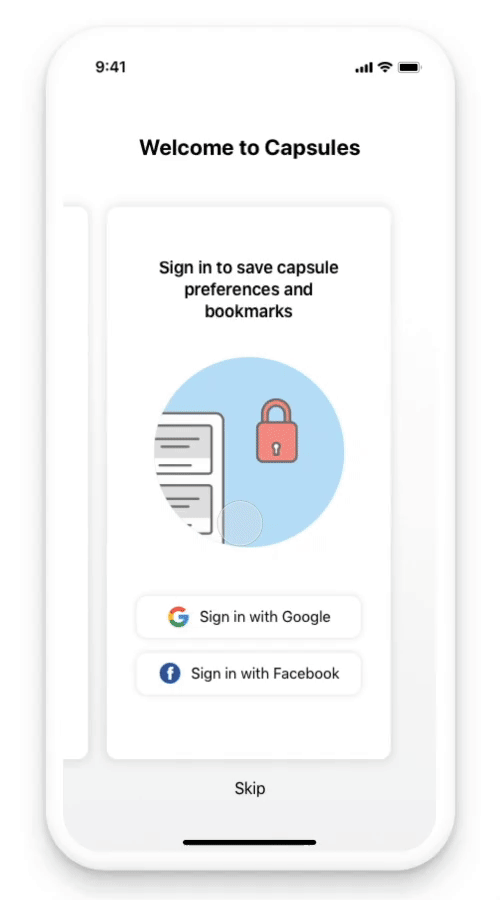 9:41
Welcome to Capsules
Sign in to save capsule
preferences and
bookmarks
Sign in with Google
Sign in with Facebook
Skip